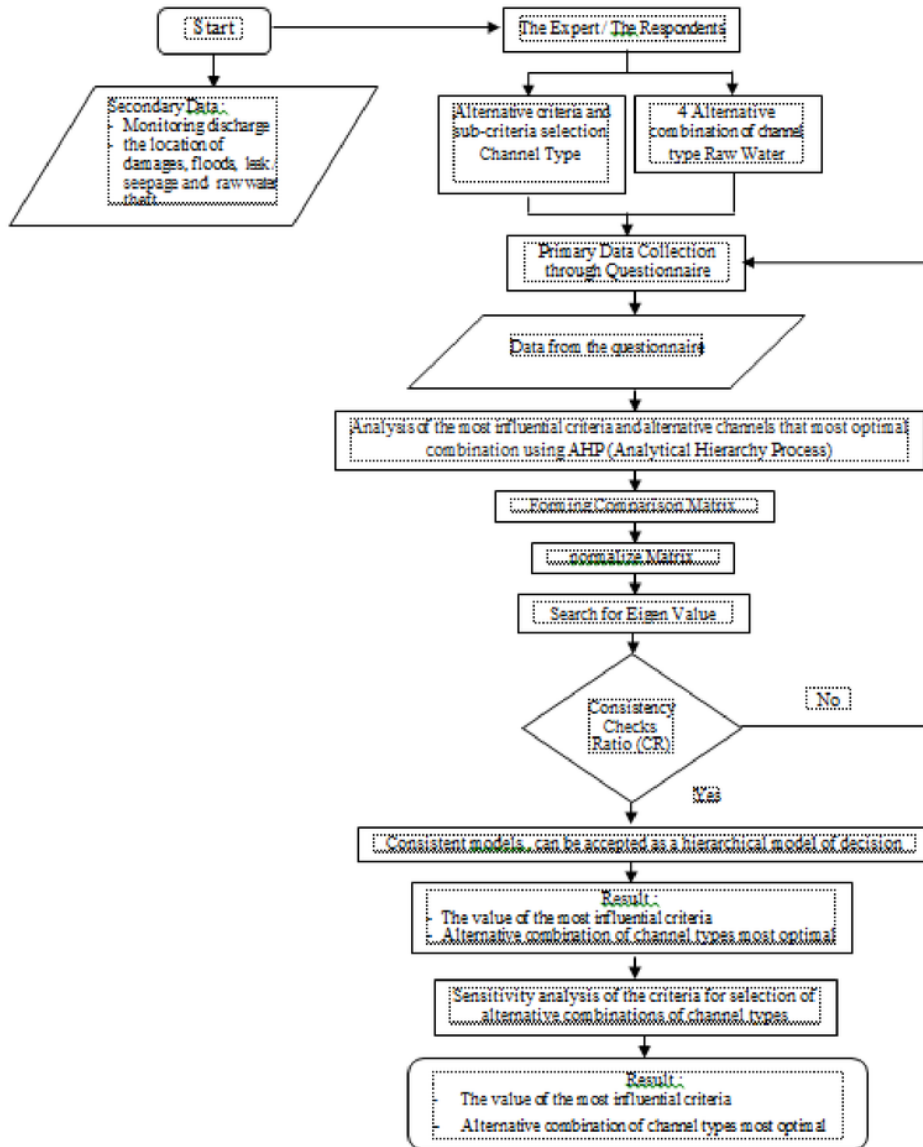 Start
The Expert / The Respondents
Secondary Data :
- Monitoring discharge
- the location of
damages, floods, leak
seepage and raw water
theft
Alternative criteria and
sub-criteria selection
Channel Type
4 Alternative
combination of channel
type Raw Water
Primary Data Collection
through Questionnaire
Data from the questionnaire
Analysis of the most influential criteria and alternative channels that most optimal
combination using AHP (Analytical Hierarchy Process)
Forming Comparison Matrix
normalize Matrix
Search for Eigen Value
Consistency
Checks
Ratio (CR)
No
Yes
Consistent models, can be accepted as a hierarchical model of decision
Result :
- The value of the most influential criteria
- Alternative combination of channel types most optimal
Sensitivity analysis of the criteria for selection of
alternative combinations of channel types
Result :
- The value of the most influential criteria
- Alternative combination of channel types most optimal